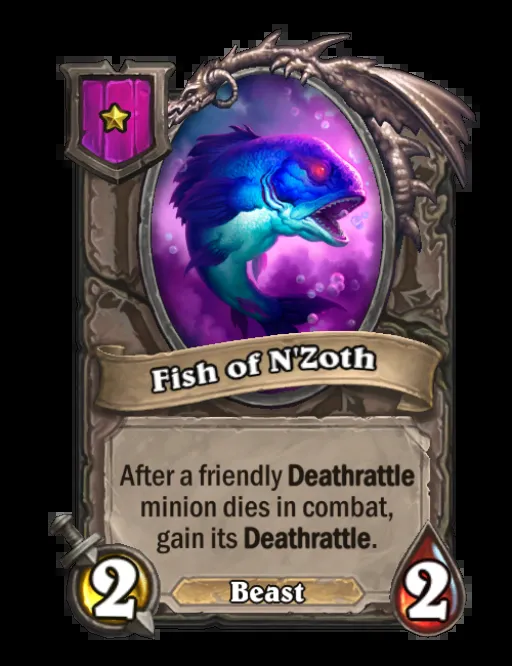 Fish of N'Zoth
After a friendly Deathrattle
minion dies in combat,
gain its Deathrattle.
2
Beast
2